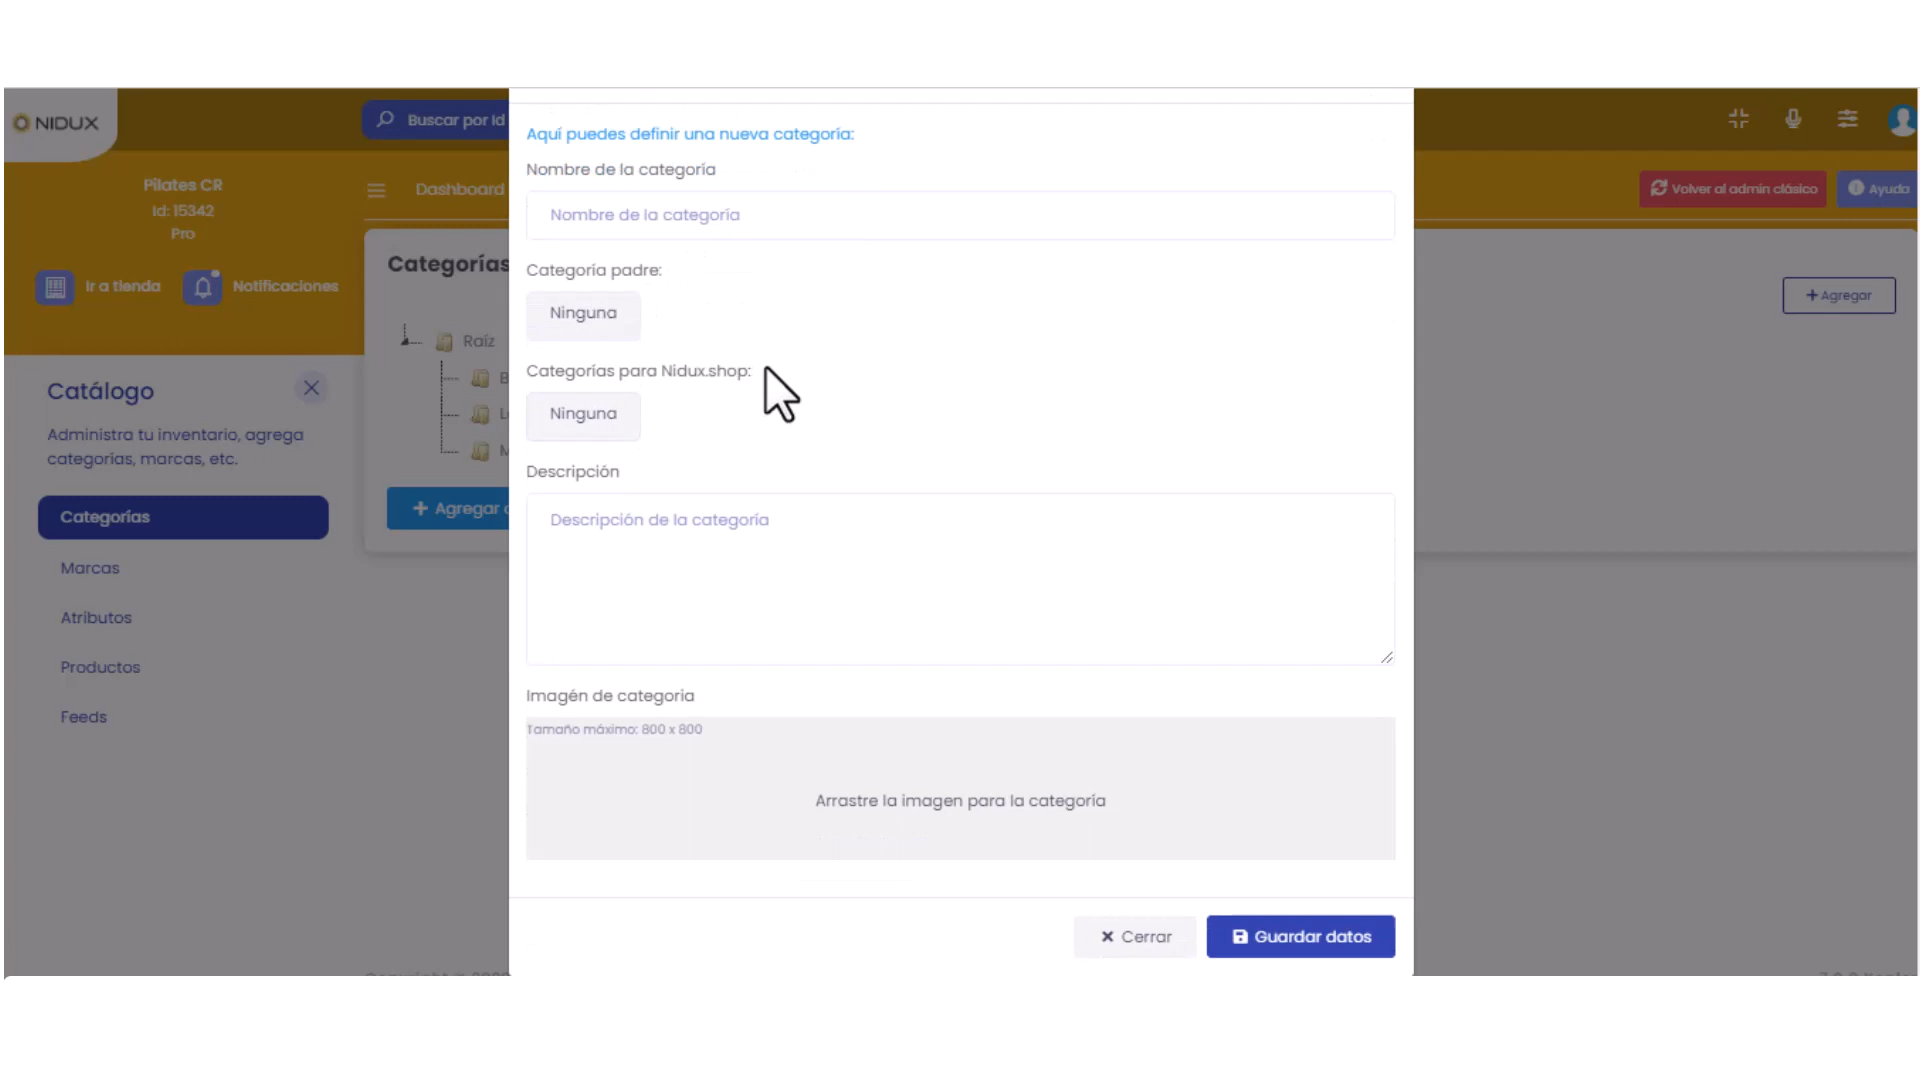 NIDUX
Buscar por Id
Pilates CR
Id: 15342
Pro
Ir a tienda
Notificaciones
Dashboard
Volver al admin clásico
Ayuda
Categorías
Agregar
Raíz
B
L
M
Agregar
Catálogo
Administra tu inventario, agrega
categorías, marcas, etc.
Categorías
Marcas
Atributos
Productos
Feeds
Aquí puedes definir una nueva categoría:
Nombre de la categoría
Nombre de la categoría
Categoría padre:
Ninguna
Categorías para Nidux.shop:
Ninguna
Descripción
Descripción de la categoría
Imagén de categoria
Tamaño máximo: 800 x 800
Arrastre la imagen para la categoría
Cerrar
Guardar datos